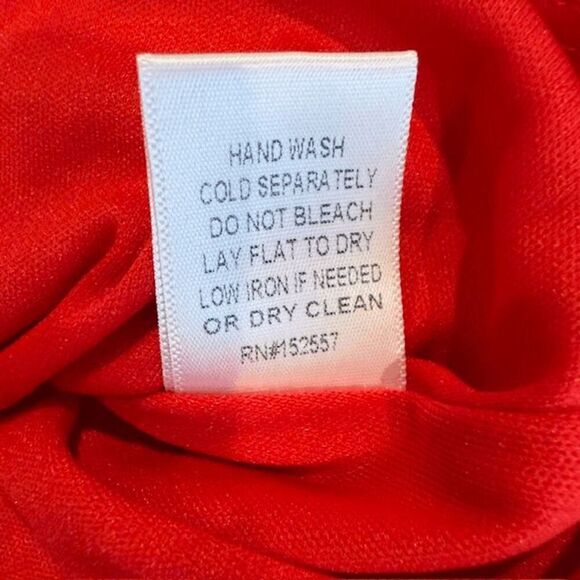 HAND WASH
COLD SEPARATELY
DO NOT BLEACH
LAY FLAT TO DRY
LOW IRON IF NEEDED
OR DRY CLEAN
RN#152557